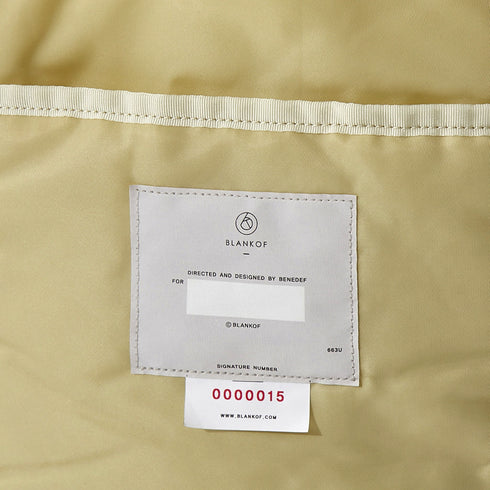 BLANKOF
DIRECTED AND DESIGNED BY BENEDEF
FOR
©BLANKOF
663U
SIGNATURE NUMBER
0000015
WWW.BLANKOF.COM